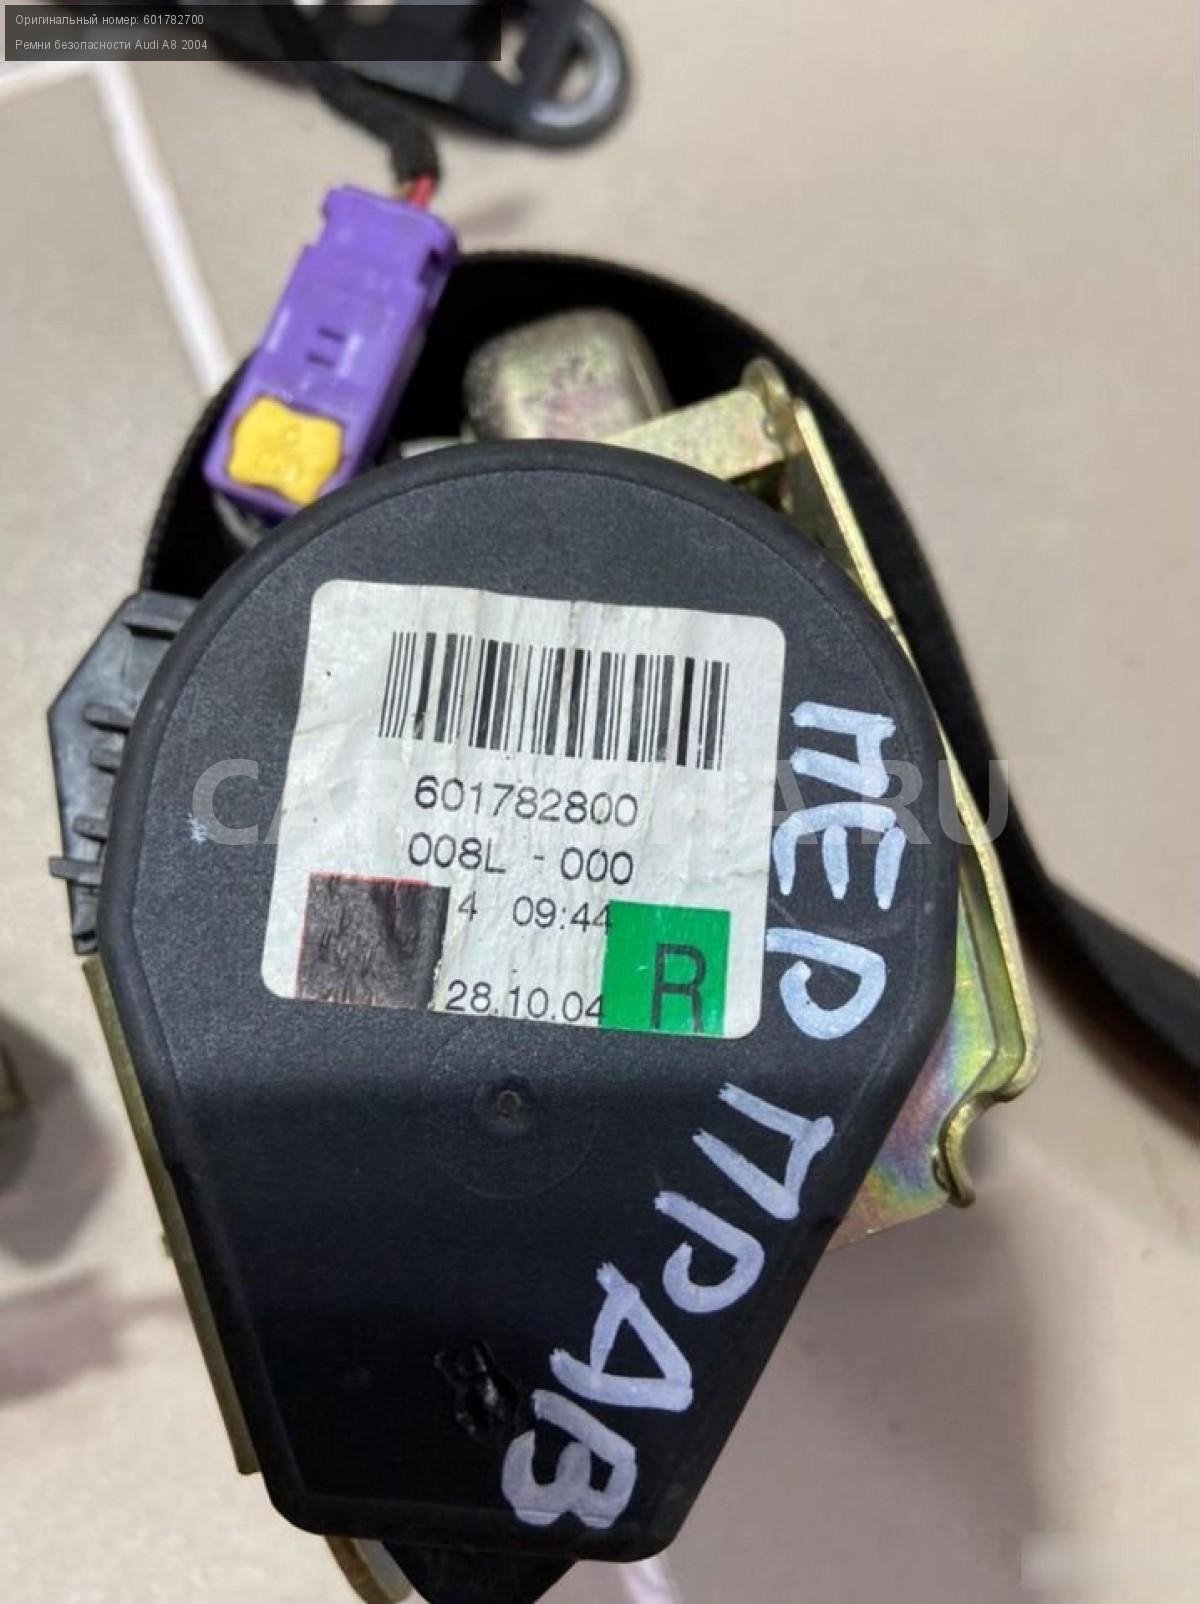 Оригинальный номер: 601782700
Ремни безопасности Audi A8 2004
601782800
008L - 000
4 09:44
28.10.04 R
ПЕР
ПРАВ